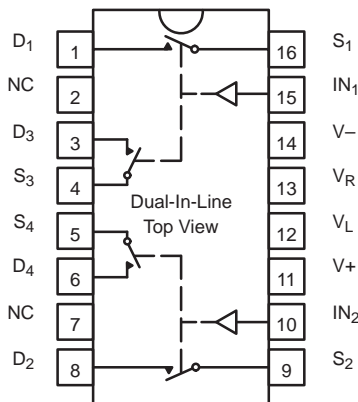 D1 1 16 S1
NC 2 15 IN1
D3 3 14 V–
S3 4 13 VR
Dual-In-Line
Top View
S4 5 12 VL
D4 6 11 V+
NC 7 10 IN2
D2 8 9 S2